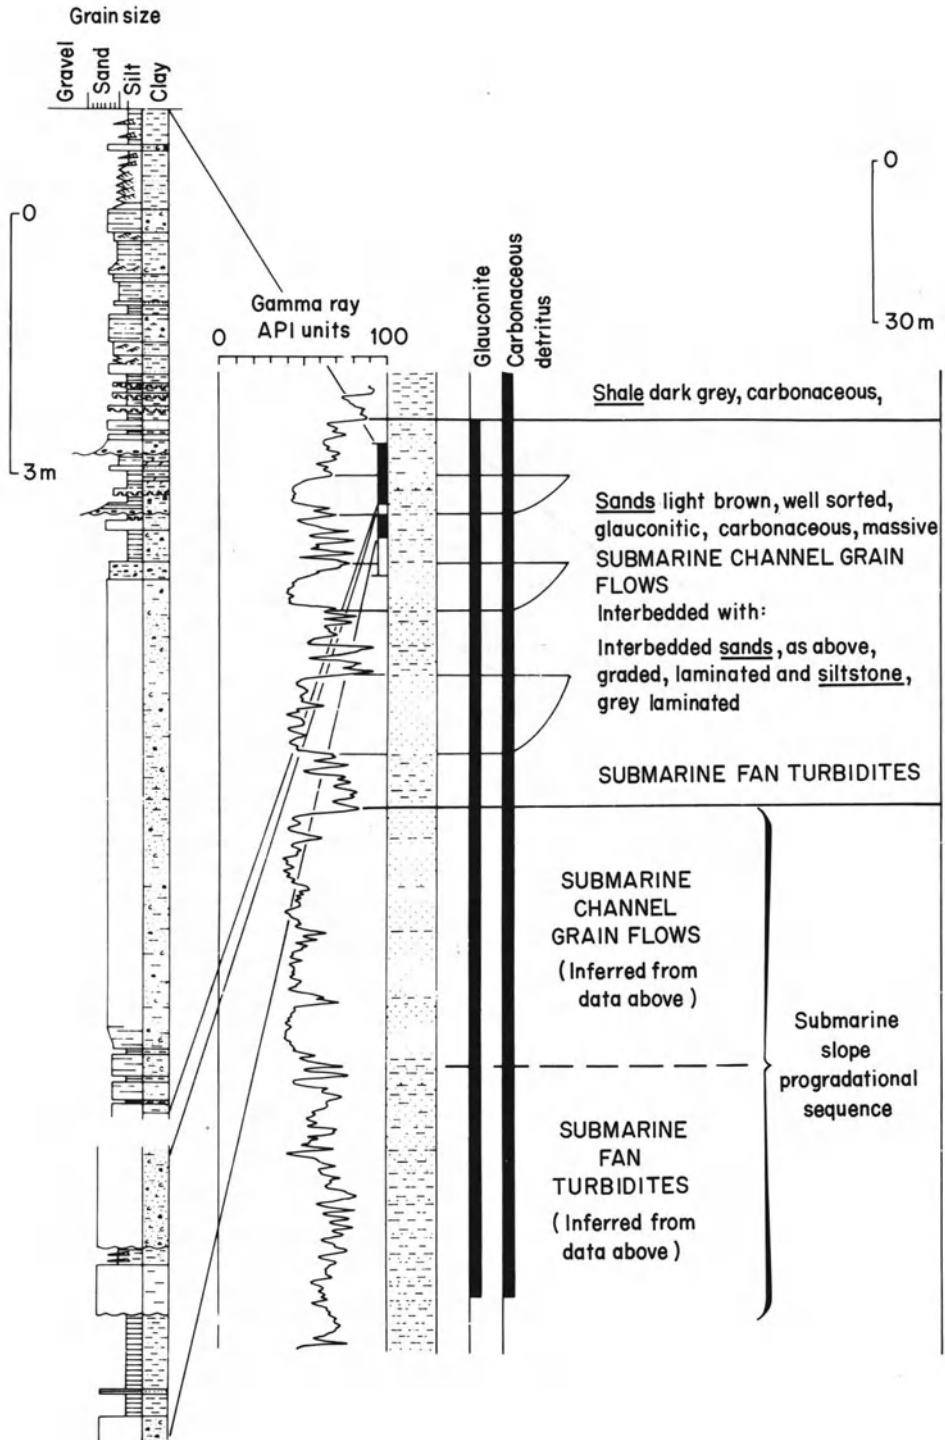 Grain size
Gravel
Sand
Silt
Clay
0
3m
0
30m
Gamma ray
API units
0
100
Glauconite
Carbonaceous
detritus
Shale dark grey, carbonaceous,
Sands light brown, well sorted,
glauconitic, carbonaceous, massive
SUBMARINE CHANNEL GRAIN
FLOWS
Interbedded with:
Interbedded sands, as above,
graded, laminated and siltstone,
grey laminated
SUBMARINE FAN TURBIDITES
SUBMARINE
CHANNEL
GRAIN FLOWS
(Inferred from
data above)
Submarine
slope
progradational
sequence
SUBMARINE
FAN
TURBIDITES
(Inferred from
data above)